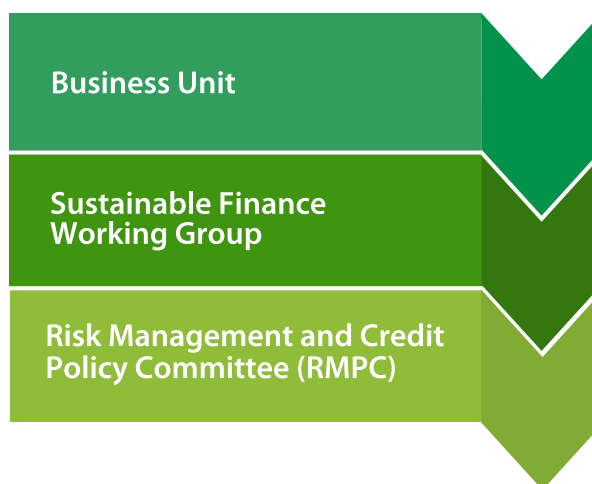 Business Unit
Sustainable Finance
Working Group
Risk Management and Credit
Policy Committee (RMPC)